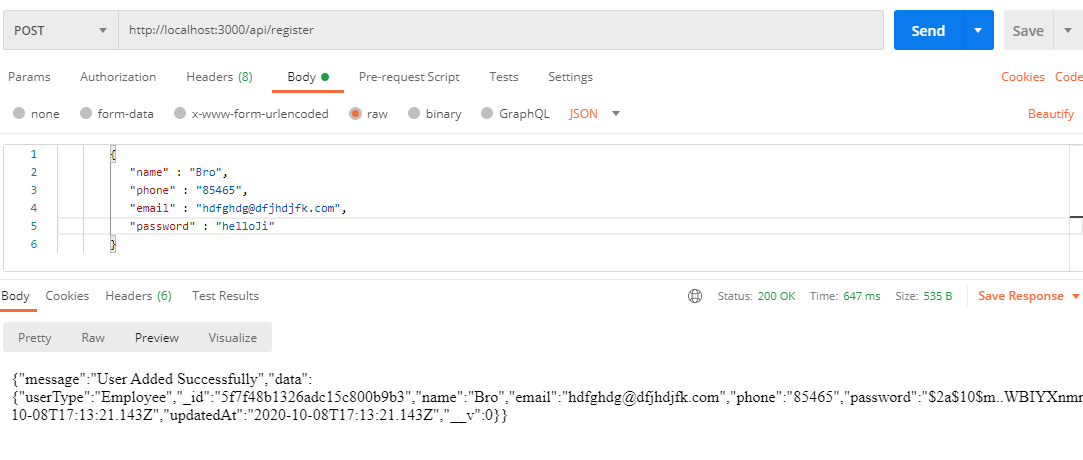 POST http://localhost:3000/api/register Send Save
Params Authorization Headers (8) Body Pre-request Script Tests Settings Cookies Code
none form-data x-www-form-urlencoded raw binary GraphQL JSON Beautify
1 {
2 "name" : "Bro",
3 "phone" : "85465",
4 "email" : "hdfghdg@dfjhdjfk.com",
5 "password" : "helloJi"
6 }
Body Cookies Headers (6) Test Results Status: 200 OK Time: 647 ms Size: 535 B Save Response
Pretty Raw Preview Visualize
{"message":"User Added Successfully","data":
{"userType":"Employee","_id":"5f7f48b1326adc15c800b9b3","name":"Bro","email":"hdfghdg@dfjhdjfk.com","phone":"85465","password":"$2a$10$m..WBIYXnmr
10-08T17:13:21.143Z","updatedAt":"2020-10-08T17:13:21.143Z","__v":0}}